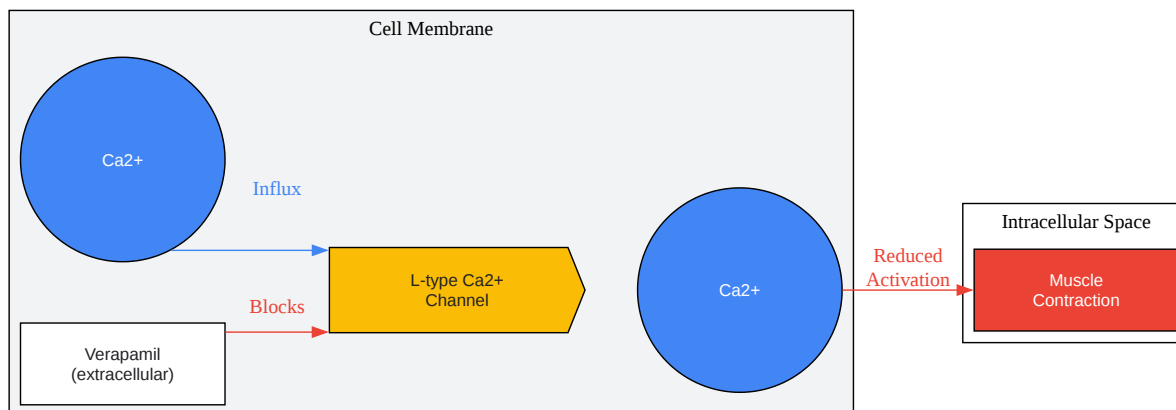 Cell Membrane
Ca2+
Influx
L-type Ca2+
Channel
Blocks
Verapamil
(extracellular)
Ca2+
Reduced
Activation
Intracellular Space
Muscle
Contraction